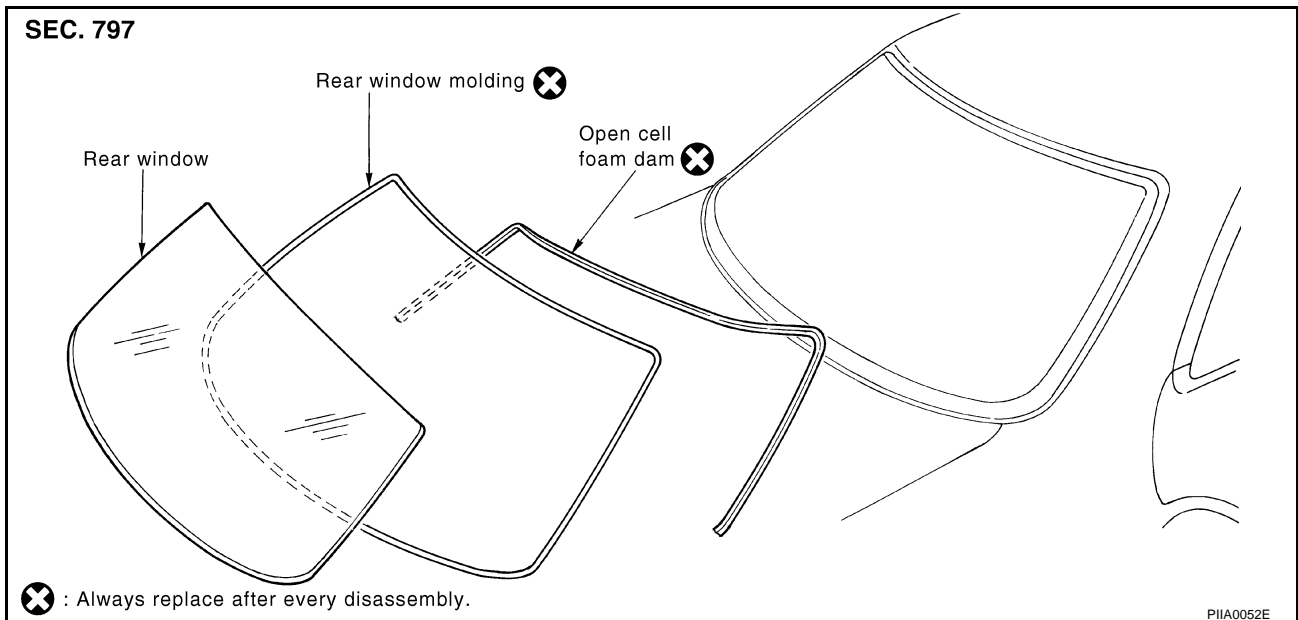 SEC. 797
Rear window molding
Open cell
foam dam
Rear window
: Always replace after every disassembly.
PIIA0052E